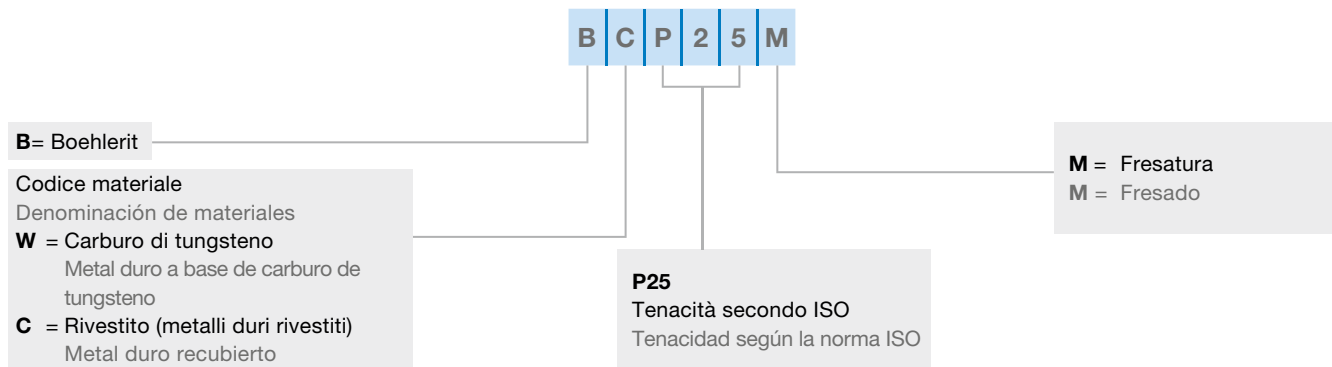 B C P 2 5 M
B= Boehlerit
Codice materiale
Denominación de materiales
W = Carburo di tungsteno
Metal duro a base de carburo de
tungsteno
C = Rivestito (metalli duri rivestiti)
Metal duro recubierto
P25
Tenacità secondo ISO
Tenacidad según la norma ISO
M = Fresatura
M = Fresado